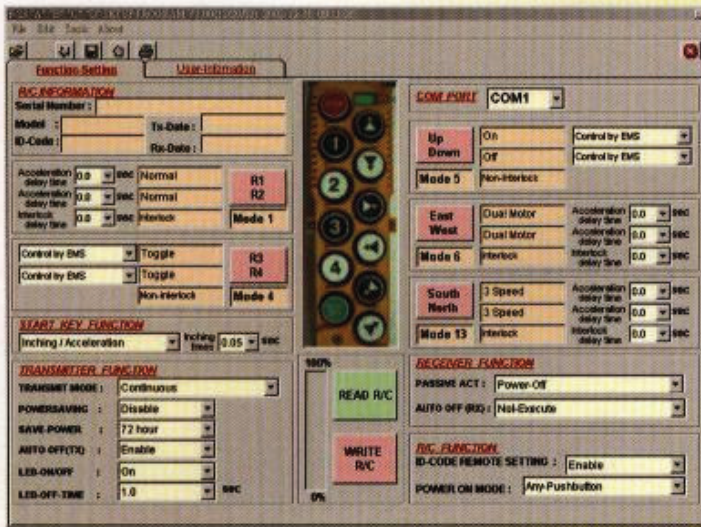 File Edit Tools About
Function-Setting
User-Information
R/C INFORMATION
Serial Number :
Model :
Tx-Date :
ID-Code :
Rx-Date :
Acceleration delay time 0.0 sec Normal
Acceleration delay time 0.0 sec Normal
Interlock delay time 0.0 sec Interlock
R1
R2
Mode 1
Control by EMS Toggle
Control by EMS Toggle
Non-Interlock
R3
R4
Mode 4
START KEY FUNCTION
Inching / Acceleration
Inching times 0.05 sec
TRANSMITTER FUNCTION
TRANSMIT MODE : Continuous
POWERSAVING : Disable
SAVE-POWER : 72 hour
AUTO OFF(TX) : Enable
LED-ON/OFF : On
LED-OFF-TIME : 1.0 sec
1
2
3
4
100%
0%
READ R/C
WRITE R/C
COM PORT COM1
Up
Down
Mode 5
On Control by EMS
Off Control by EMS
Non-Interlock
East
West
Mode 6
Dual Motor Acceleration delay time 0.0 sec
Dual Motor Acceleration delay time 0.0 sec
Interlock Interlock delay time 0.0 sec
South
North
Mode 13
3 Speed Acceleration delay time 0.0 sec
3 Speed Acceleration delay time 0.0 sec
Interlock Interlock delay time 0.0 sec
RECEIVER FUNCTION
PASSIVE ACT : Power-Off
AUTO OFF (RX) : Not-Execute
R/C FUNCTION
ID-CODE REMOTE SETTING : Enable
POWER ON MODE : Any-Pushbutton